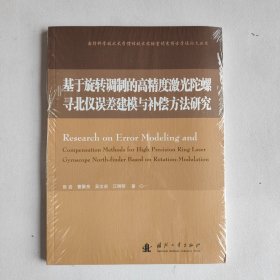 基于旋转调制的高精度激光陀螺
寻北仪误差建模与补偿方法研究
Research on Error Modeling and
Compensation Methods for High Precision Ring Laser
Gyroscope North-finder Based on Rotation-Modulation
著
国防工业出版社